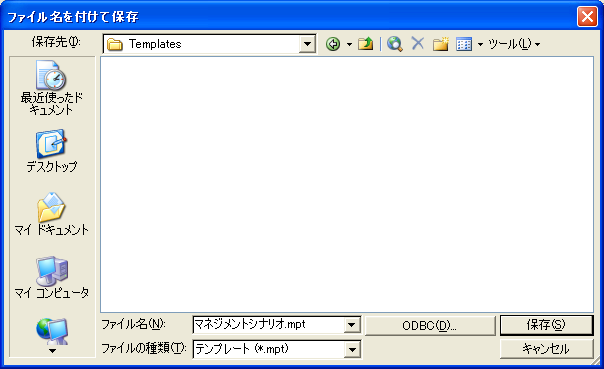 ファイル名を付けて保存
保存先(I):
Templates
ツール(L)
最近使ったド
キュメント
デスクトップ
マイ ドキュメント
マイ コンピュータ
ファイル名(N):
マネジメントシナリオ.mpt
ODBC(D)...
保存(S)
ファイルの種類(T):
テンプレート (*.mpt)
キャンセル